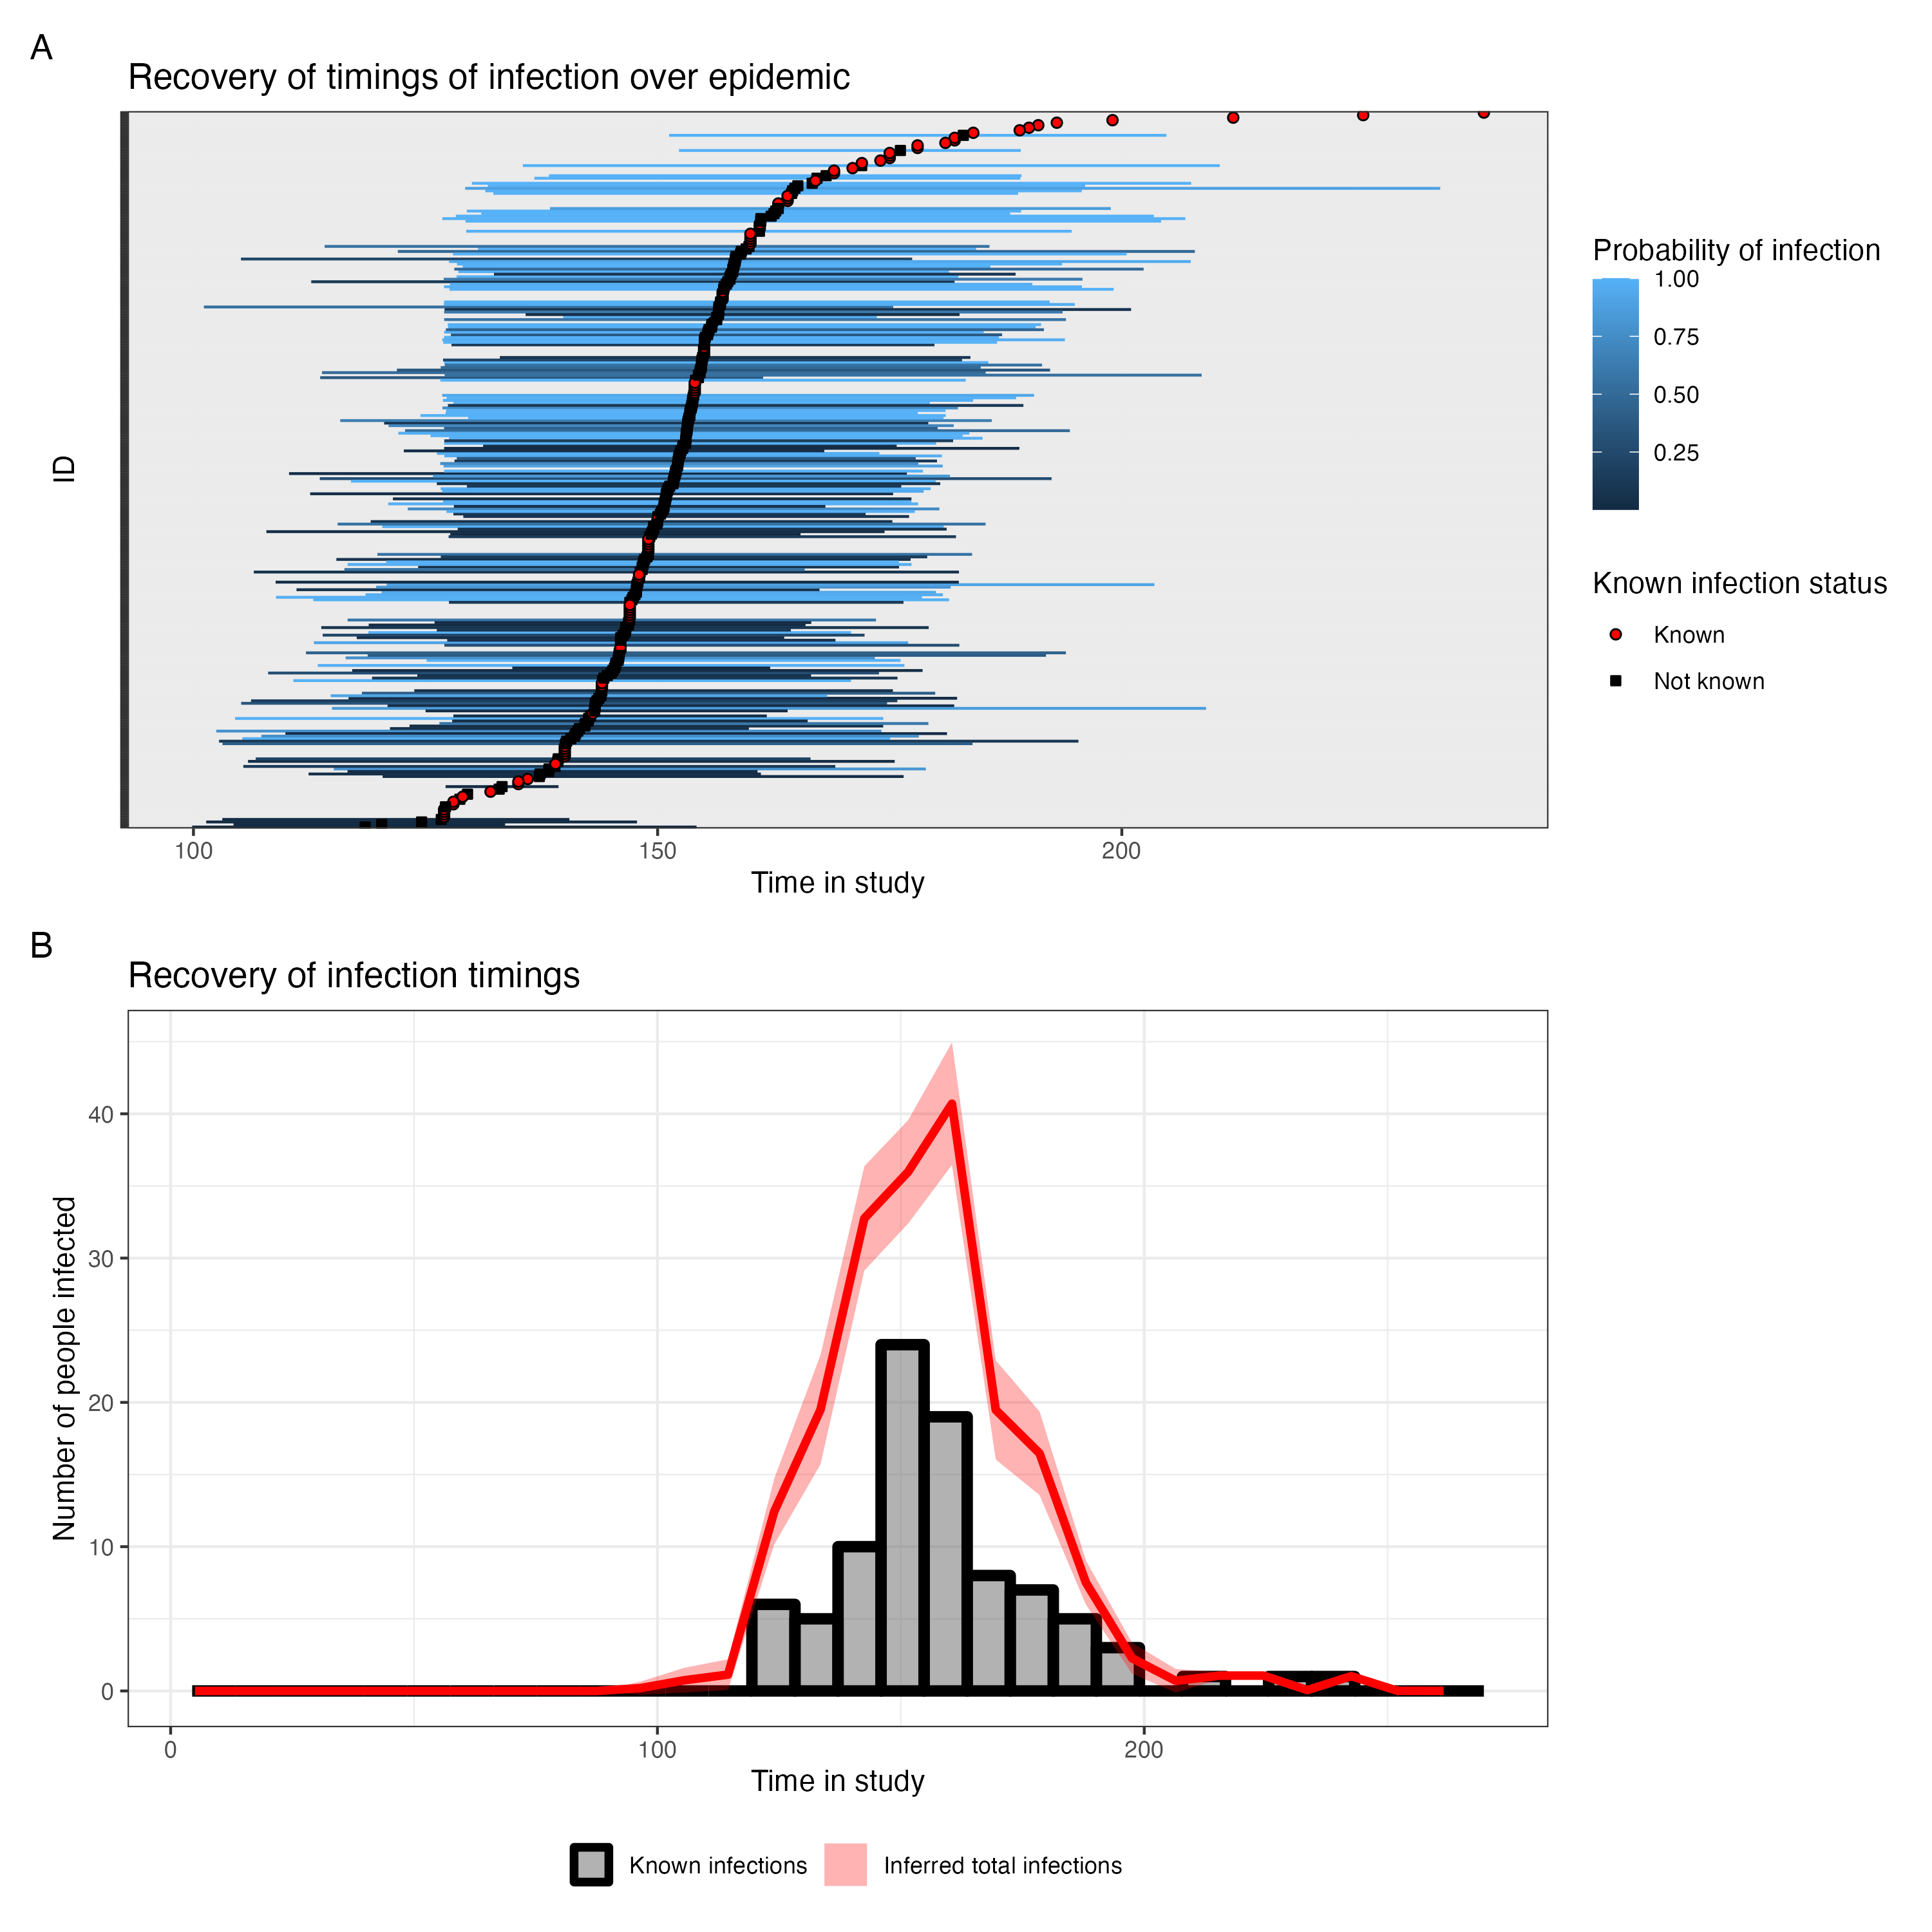 A
Recovery of timings of infection over epidemic
ID
100 150 200
Time in study
Probability of infection
1.00
0.75
0.50
0.25
Known infection status
Known
Not known
B
Recovery of infection timings
Number of people infected
40
30
20
10
0
0 100 200
Time in study
Known infections Inferred total infections